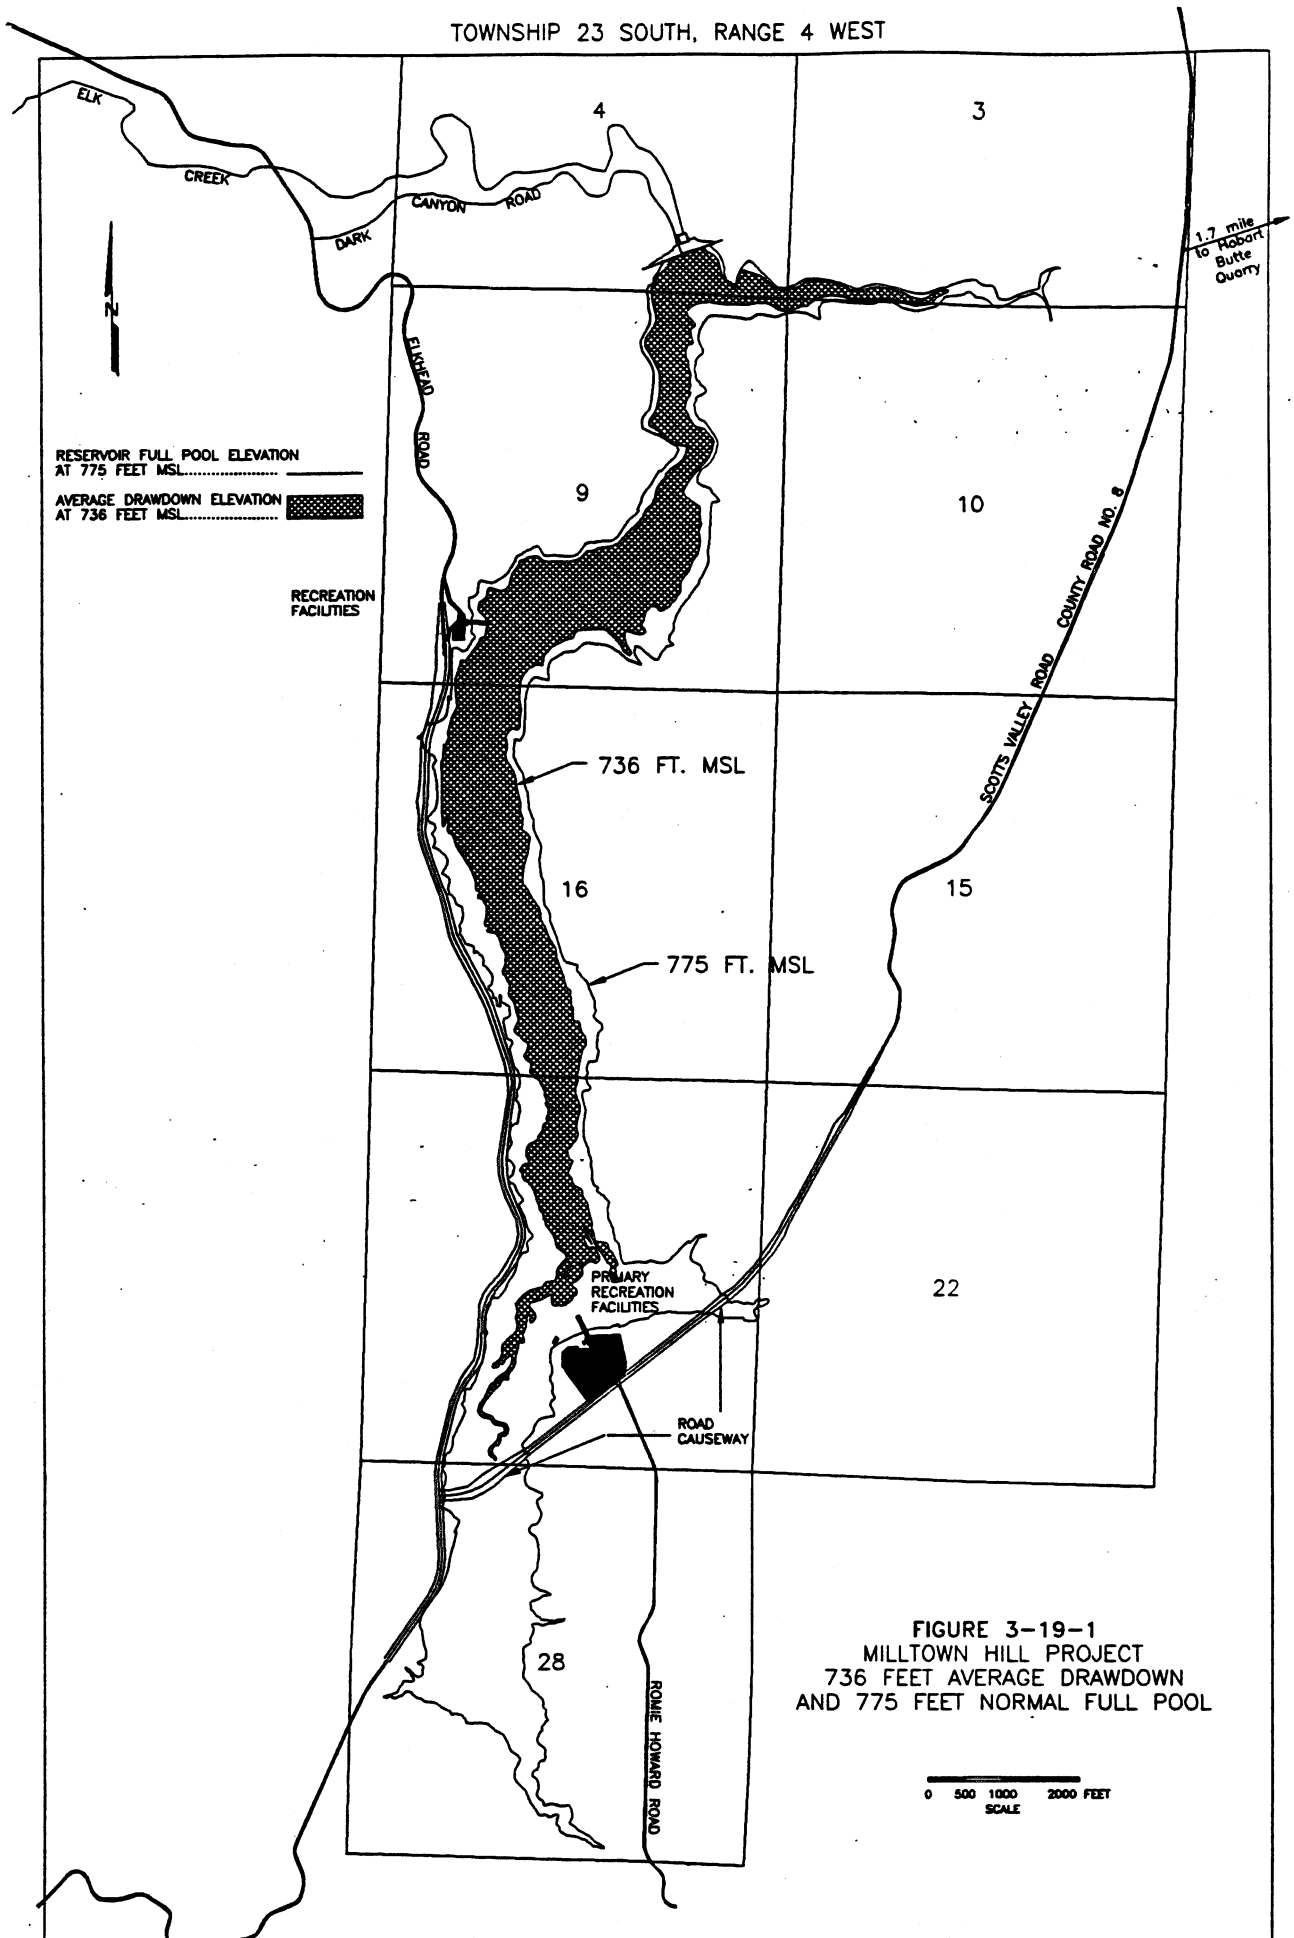 TOWNSHIP 23 SOUTH, RANGE 4 WEST
ELK
CREEK
4
3
CANYON ROAD
DARK
1.7 mile
to Hobart
Butte
Quarry
N
ELKHEAD ROAD
RESERVOIR FULL POOL ELEVATION
AT 775 FEET MSL
AVERAGE DRAWDOWN ELEVATION
AT 736 FEET MSL
9
10
SCOTTS VALLEY ROAD COUNTY ROAD NO. 8
RECREATION
FACILITIES
736 FT. MSL
16
15
775 FT. MSL
PRIMARY
RECREATION
FACILITIES
22
ROAD
CAUSEWAY
28
ROMIE HOWARD ROAD
FIGURE 3-19-1
MILLTOWN HILL PROJECT
736 FEET AVERAGE DRAWDOWN
AND 775 FEET NORMAL FULL POOL
0 500 1000 2000 FEET
SCALE